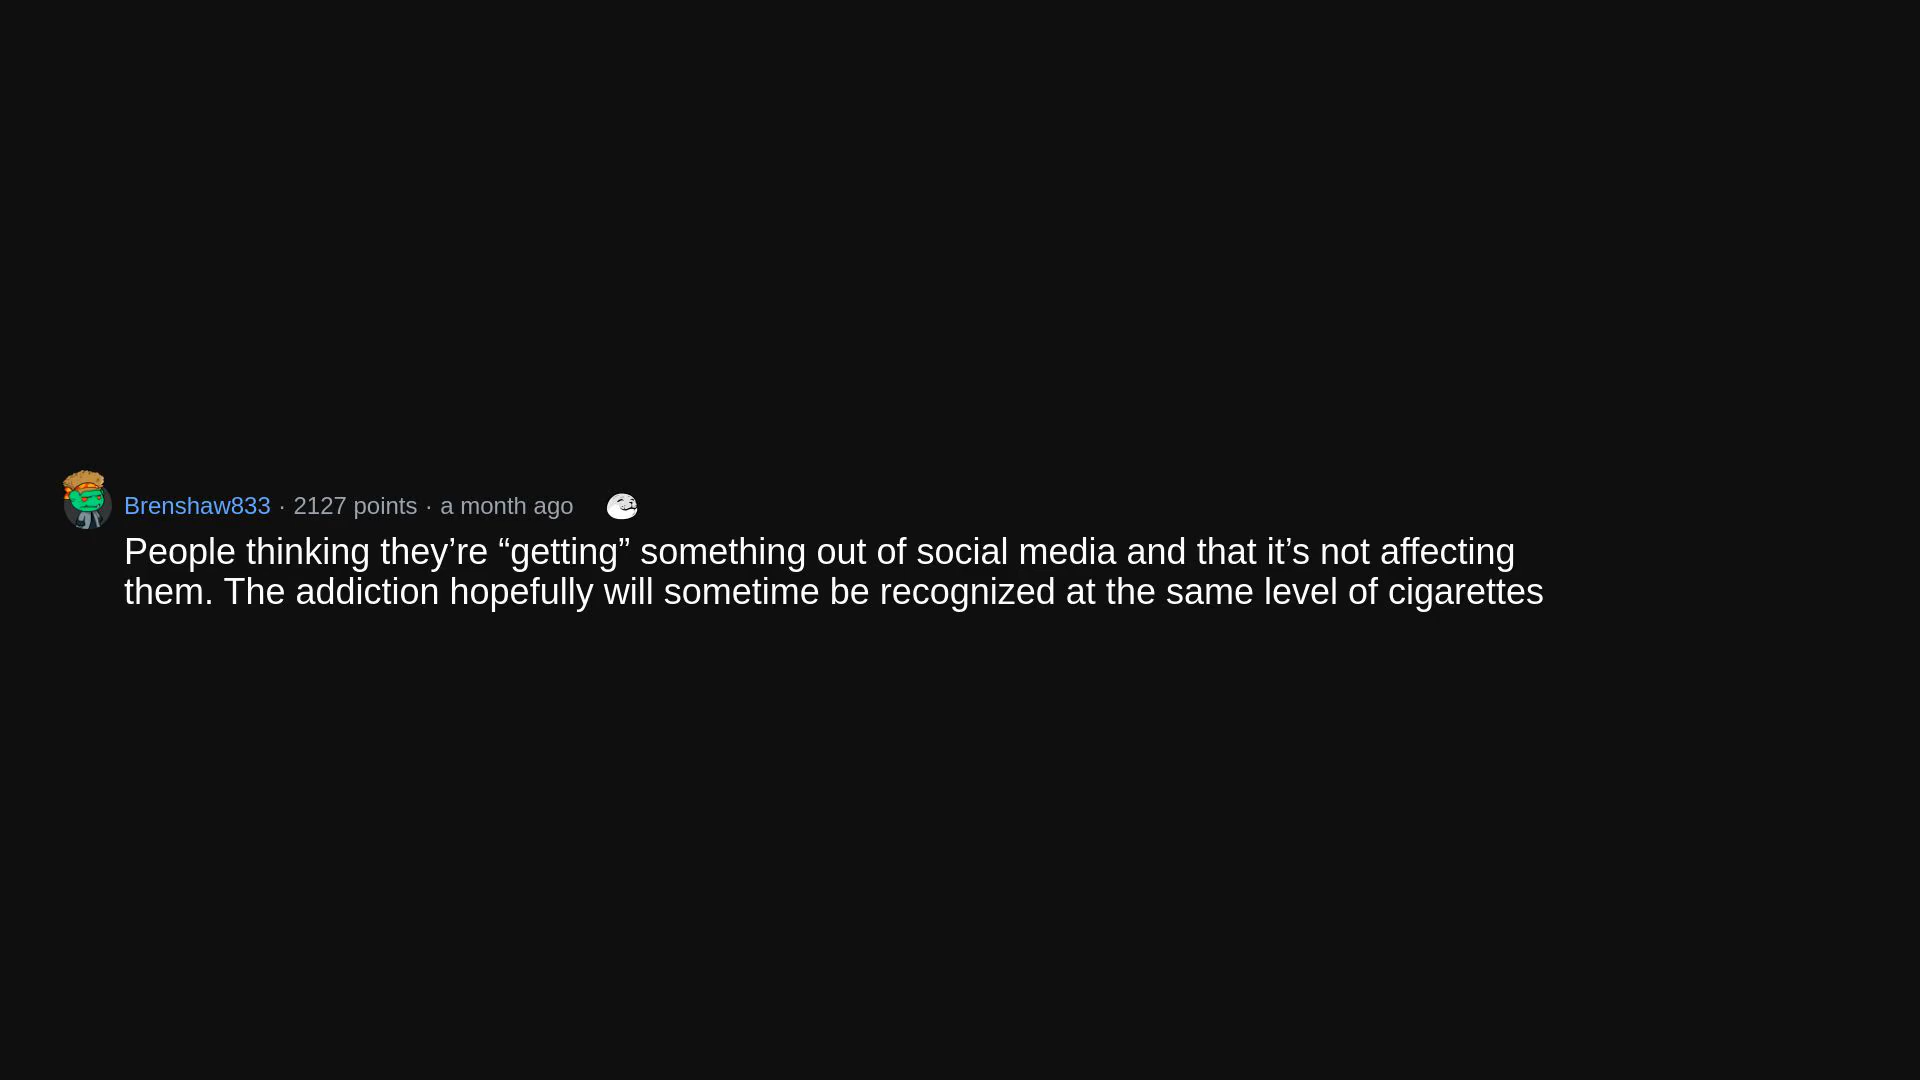 Brenshaw833 · 2127 points · a month ago
People thinking they’re “getting” something out of social media and that it’s not affecting
them. The addiction hopefully will sometime be recognized at the same level of cigarettes